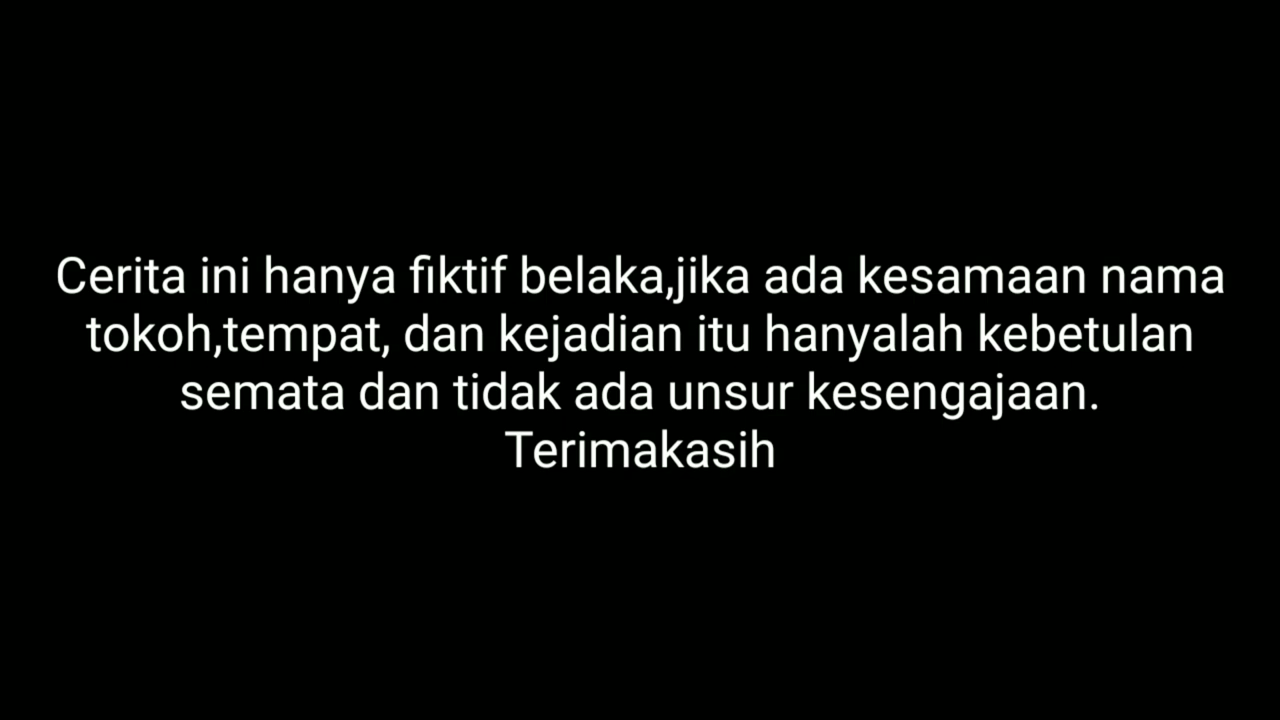 Cerita ini hanya fiktif belaka,jika ada kesamaan nama
tokoh,tempat, dan kejadian itu hanyalah kebetulan
semata dan tidak ada unsur kesengajaan.
Terimakasih